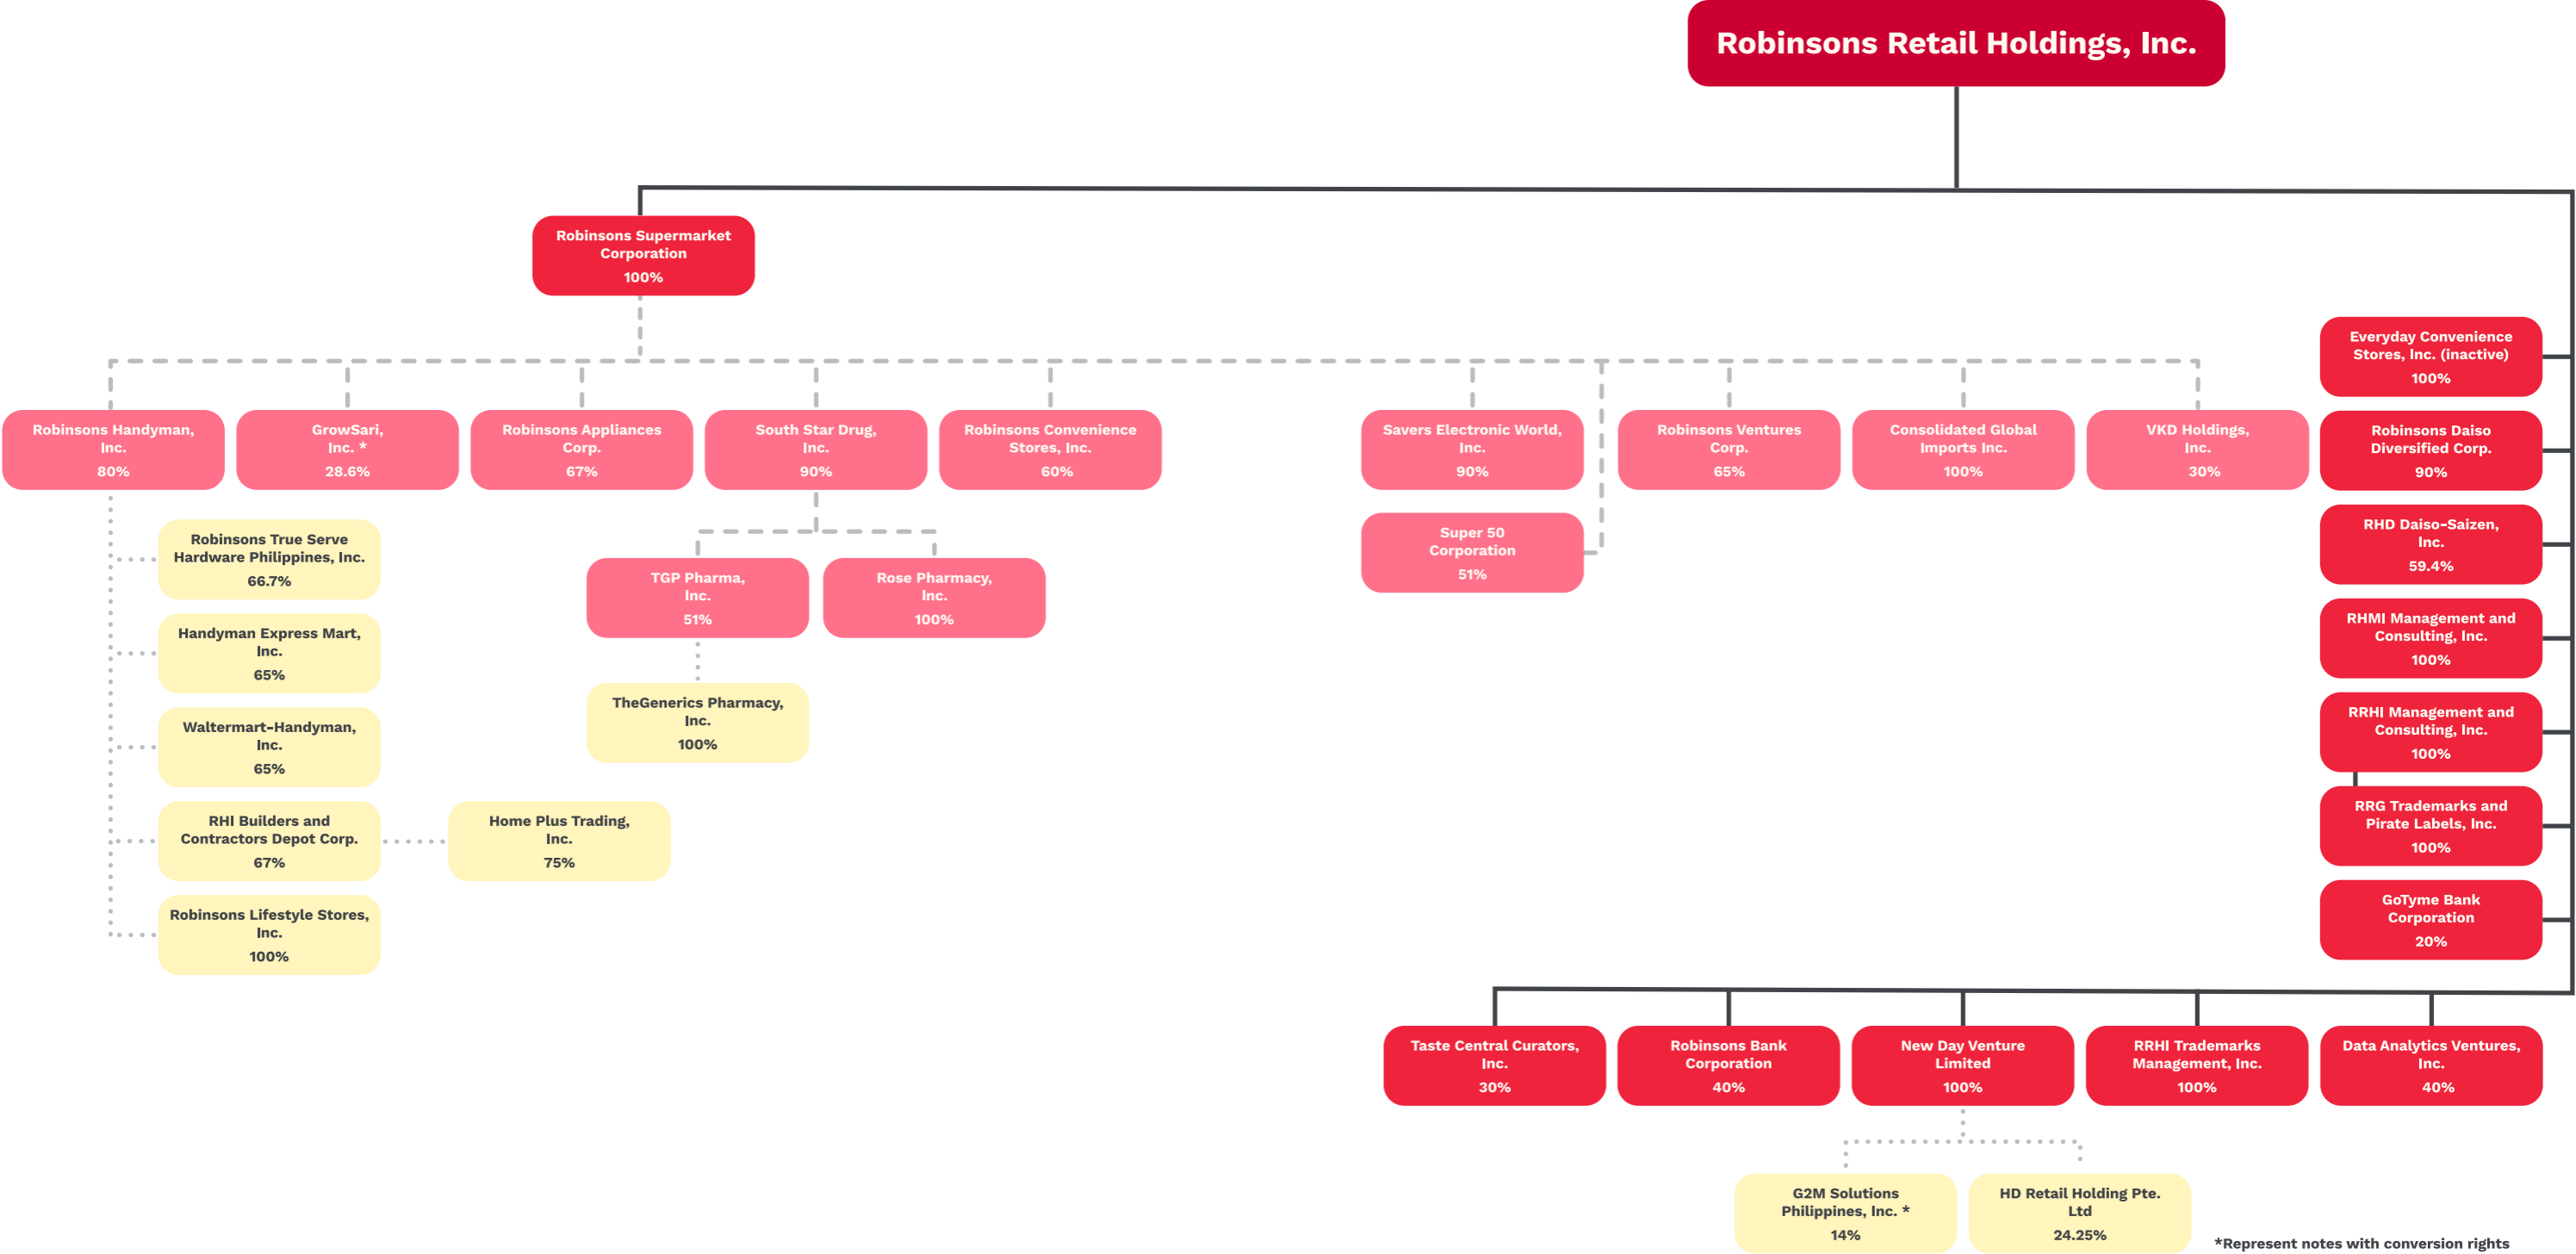 Robinsons Retail Holdings, Inc.
Robinsons Supermarket
Corporation
100%
Robinsons Handyman,
Inc.
80%
GrowSari,
Inc. *
28.6%
Robinsons Appliances
Corp.
67%
South Star Drug,
Inc.
90%
Robinsons Convenience
Stores, Inc.
60%
Savers Electronic World,
Inc.
90%
Robinsons Ventures
Corp.
65%
Consolidated Global
Imports Inc.
100%
VKD Holdings,
Inc.
30%
Super 50
Corporation
51%
Robinsons True Serve
Hardware Philippines, Inc.
66.7%
Handyman Express Mart,
Inc.
65%
Waltermart-Handyman,
Inc.
65%
RHI Builders and
Contractors Depot Corp.
67%
Home Plus Trading,
Inc.
75%
Robinsons Lifestyle Stores,
Inc.
100%
TGP Pharma,
Inc.
51%
Rose Pharmacy,
Inc.
100%
TheGenerics Pharmacy,
Inc.
100%
Everyday Convenience
Stores, Inc. (inactive)
100%
Robinsons Daiso
Diversified Corp.
90%
RHD Daiso-Saizen,
Inc.
59.4%
RHMI Management and
Consulting, Inc.
100%
RRHI Management and
Consulting, Inc.
100%
RRG Trademarks and
Pirate Labels, Inc.
100%
GoTyme Bank
Corporation
20%
Taste Central Curators,
Inc.
30%
Robinsons Bank
Corporation
40%
New Day Venture
Limited
100%
RRHI Trademarks
Management, Inc.
100%
Data Analytics Ventures,
Inc.
40%
G2M Solutions
Philippines, Inc. *
14%
HD Retail Holding Pte.
Ltd
24.25%
*Represent notes with conversion rights